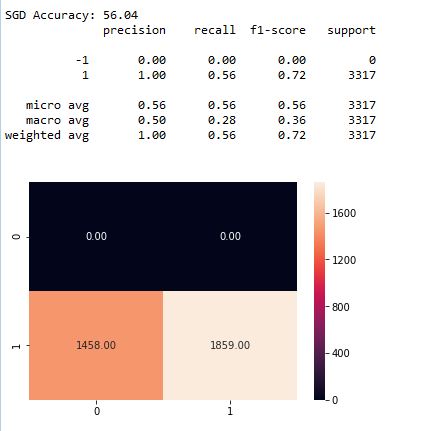 SGD Accuracy: 56.04
precision recall f1-score support
-1 0.00 0.00 0.00 0
1 1.00 0.56 0.72 3317
micro avg 0.56 0.56 0.56 3317
macro avg 0.50 0.28 0.36 3317
weighted avg 1.00 0.56 0.72 3317
1600
0 0.00 0.00
1200
800
1 1458.00 1859.00
400
0
0 1